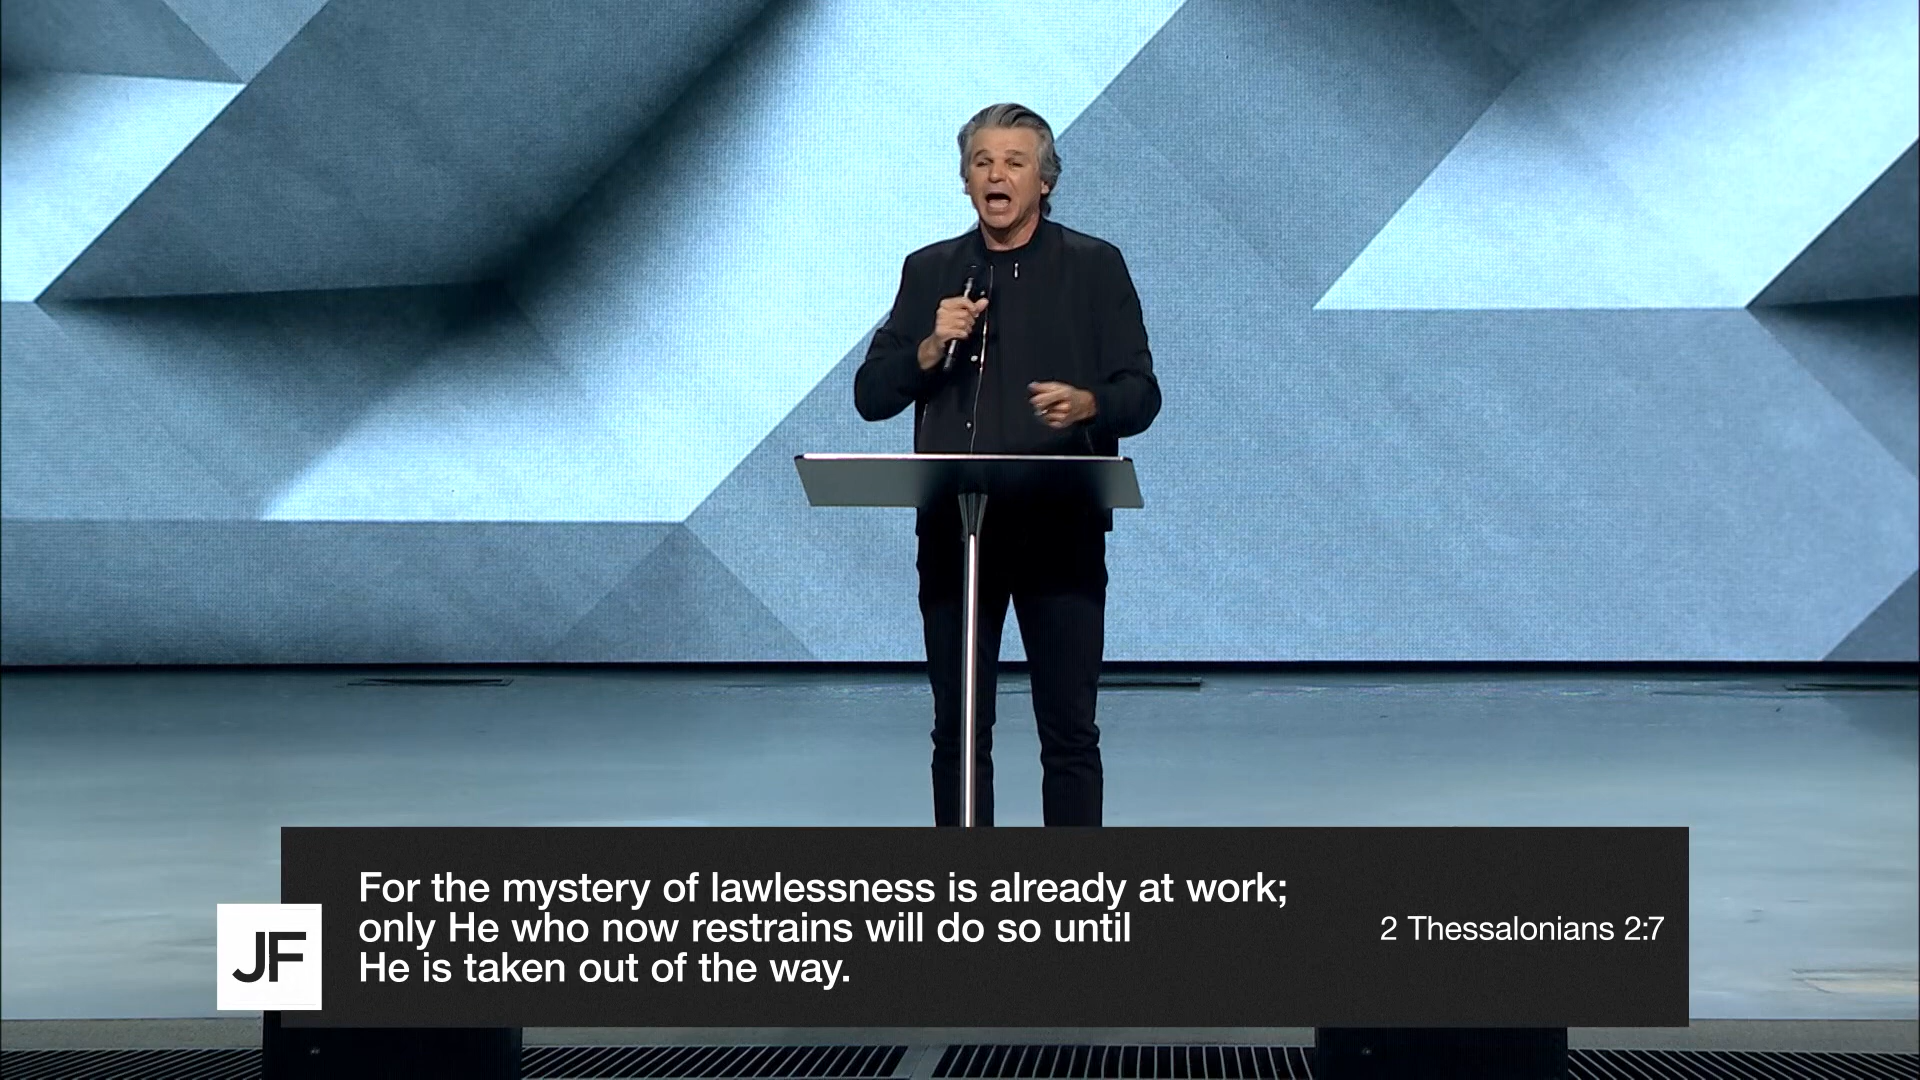 For the mystery of lawlessness is already at work;
only He who now restrains will do so until
He is taken out of the way.
2 Thessalonians 2:7
JF